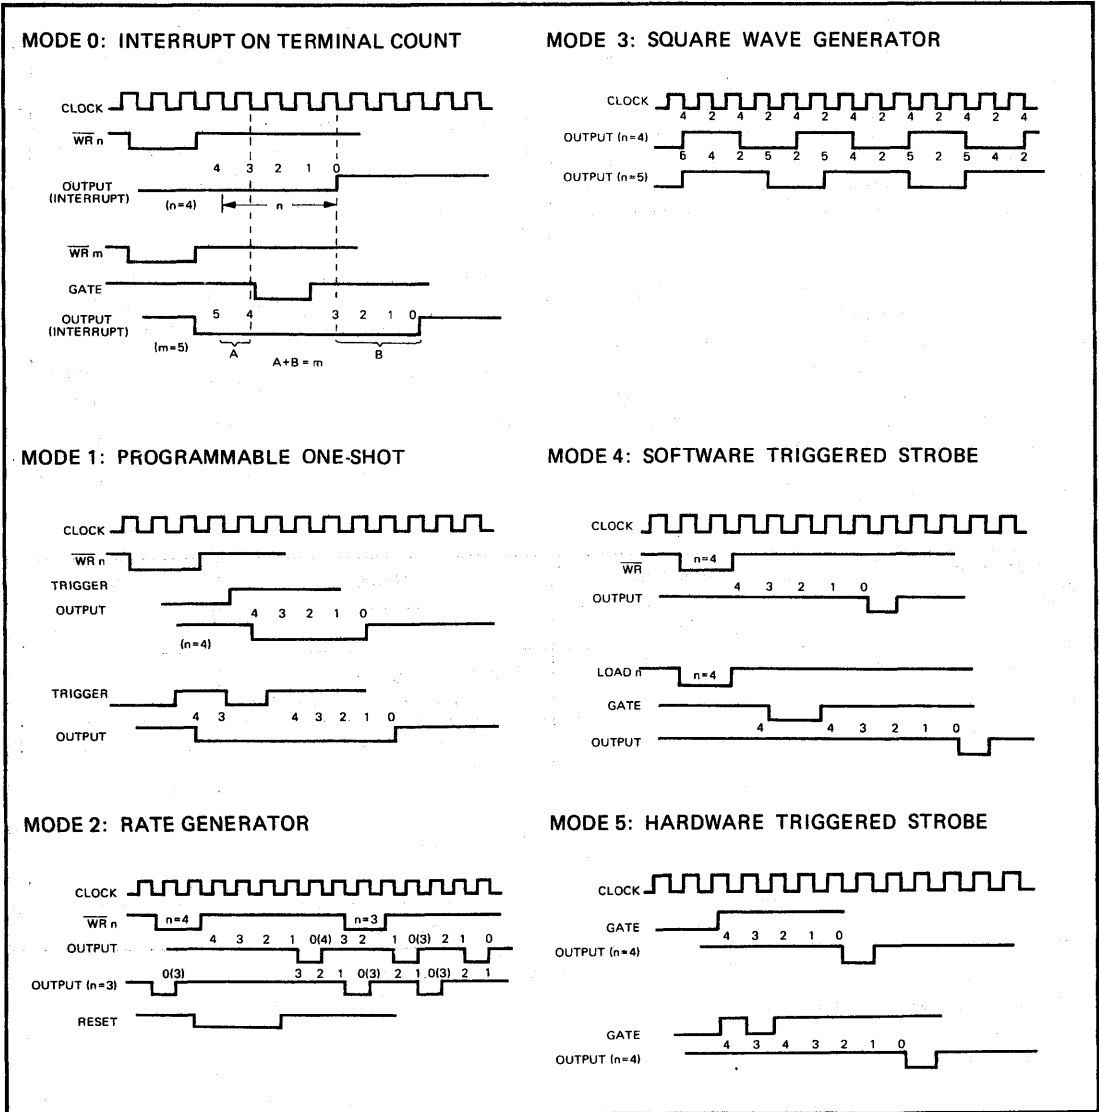 MODE 0: INTERRUPT ON TERMINAL COUNT
CLOCK
WR n
4 3 2 1 0
OUTPUT
(INTERRUPT)
(n=4)
n
WR m
GATE
5 4 3 2 1 0
OUTPUT
(INTERRUPT)
(m=5)
A
A+B = m
B
MODE 3: SQUARE WAVE GENERATOR
CLOCK
4 2 4 2 4 2 4 2 4 2 4 2 4
OUTPUT (n=4)
5 4 2 5 2 5 4 2 5 2 5 4 2
OUTPUT (n=5)
MODE 1: PROGRAMMABLE ONE-SHOT
CLOCK
WR n
TRIGGER
OUTPUT
4 3 2 1 0
(n=4)
TRIGGER
4 3 4 3 2 1 0
OUTPUT
MODE 4: SOFTWARE TRIGGERED STROBE
CLOCK
n=4
WR
4 3 2 1 0
OUTPUT
LOAD n
n=4
GATE
4 4 3 2 1 0
OUTPUT
MODE 2: RATE GENERATOR
CLOCK
WR n
n=4
n=3
4 3 2 1 0(4) 3 2 1 0(3) 2 1 0
OUTPUT
0(3) 3 2 1 0(3) 2 1 0(3) 2 1
OUTPUT (n=3)
RESET
MODE 5: HARDWARE TRIGGERED STROBE
CLOCK
GATE
4 3 2 1 0
OUTPUT (n=4)
GATE
4 3 4 3 2 1 0
OUTPUT (n=4)